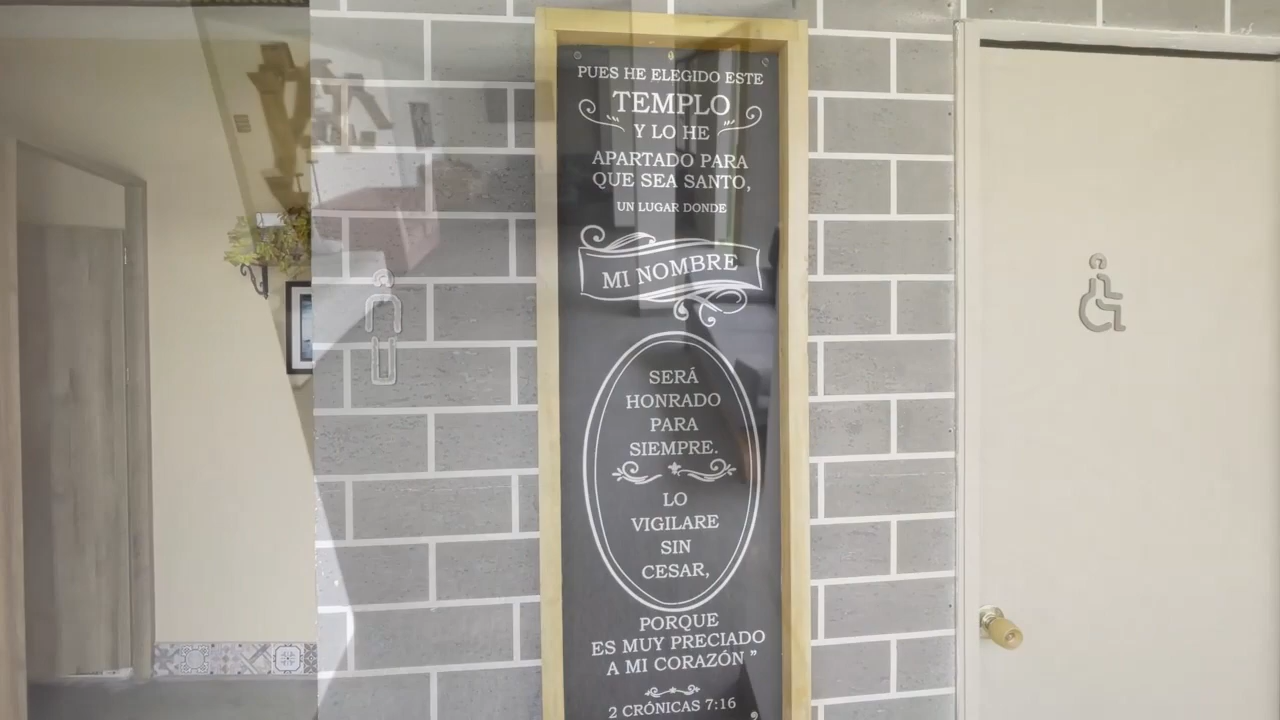 PUES HE ELEGIDO ESTE
TEMPLO
Y LO HE
APARTADO PARA
QUE SEA SANTO,
UN LUGAR DONDE
MI NOMBRE
SERÁ
HONRADO
PARA
SIEMPRE.
LO
VIGILARE
SIN
CESAR,
PORQUE
ES MUY PRECIADO
A MI CORAZÓN ”
2 CRÓNICAS 7:16